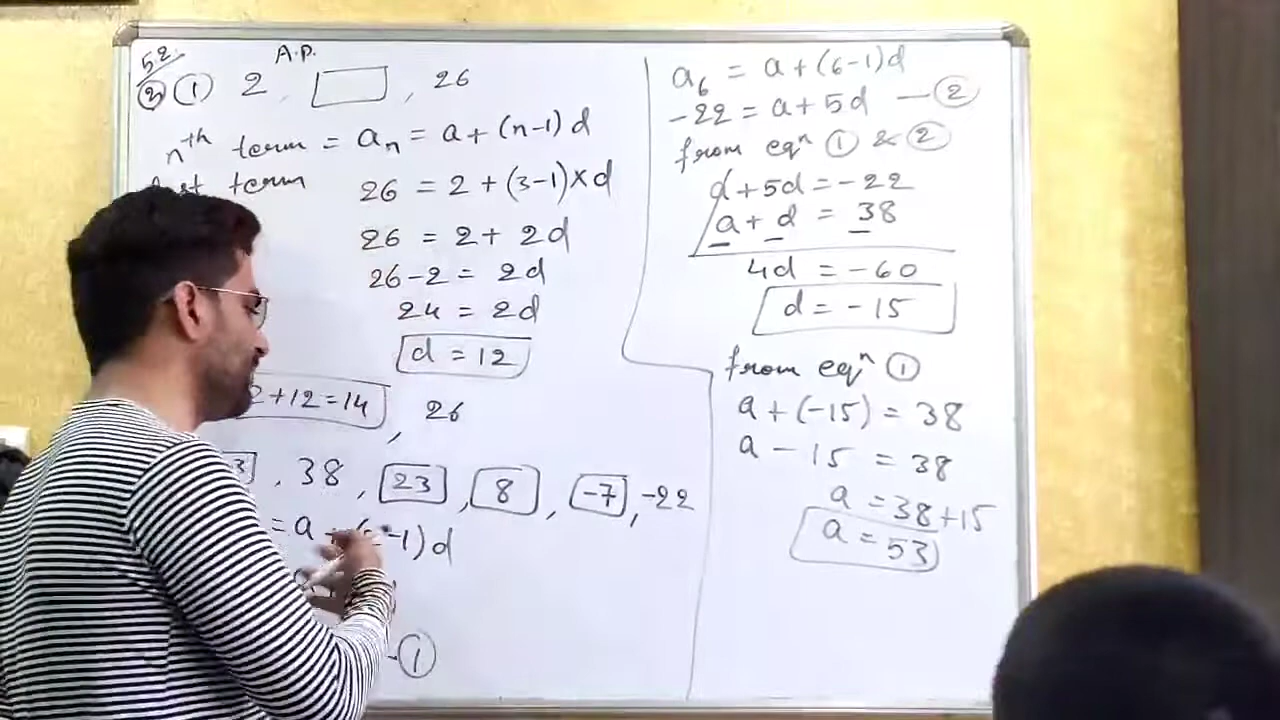 5.2
A.P.
③ (1) 2, , 26
nth term = an = a + (n-1) d
term
26 = 2 + (3-1)×d
26 = 2 + 2d
26-2 = 2d
24 = 2d
d = 12
2+12=14 , 26
3 , 38 , 23 , 8 , -7 , -22
= a + -1) d
- ①
a6 = a + (6-1)d
-22 = a + 5d — ②
from eqn ① & ②
a + 5d = -22
a + d = 38
4d = -60
d = -15
from eqn ①
a + (-15) = 38
a - 15 = 38
a = 38+15
a = 53